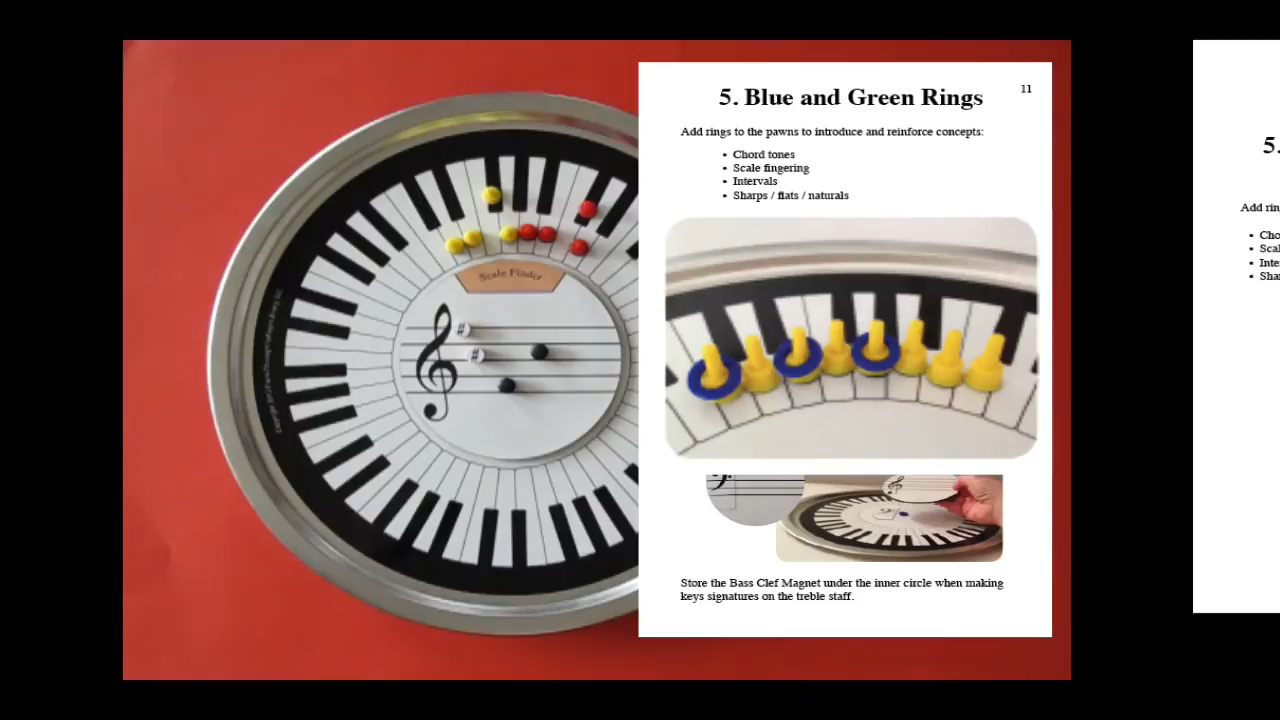 Scale Finder
11
5. Blue and Green Rings
Add rings to the pawns to introduce and reinforce concepts:
• Chord tones
• Scale fingering
• Intervals
• Sharps / flats / naturals
Store the Bass Clef Magnet under the inner circle when making
keys signatures on the treble staff.
5.
Add rin
• Cho
• Scal
• Inte
• Sha